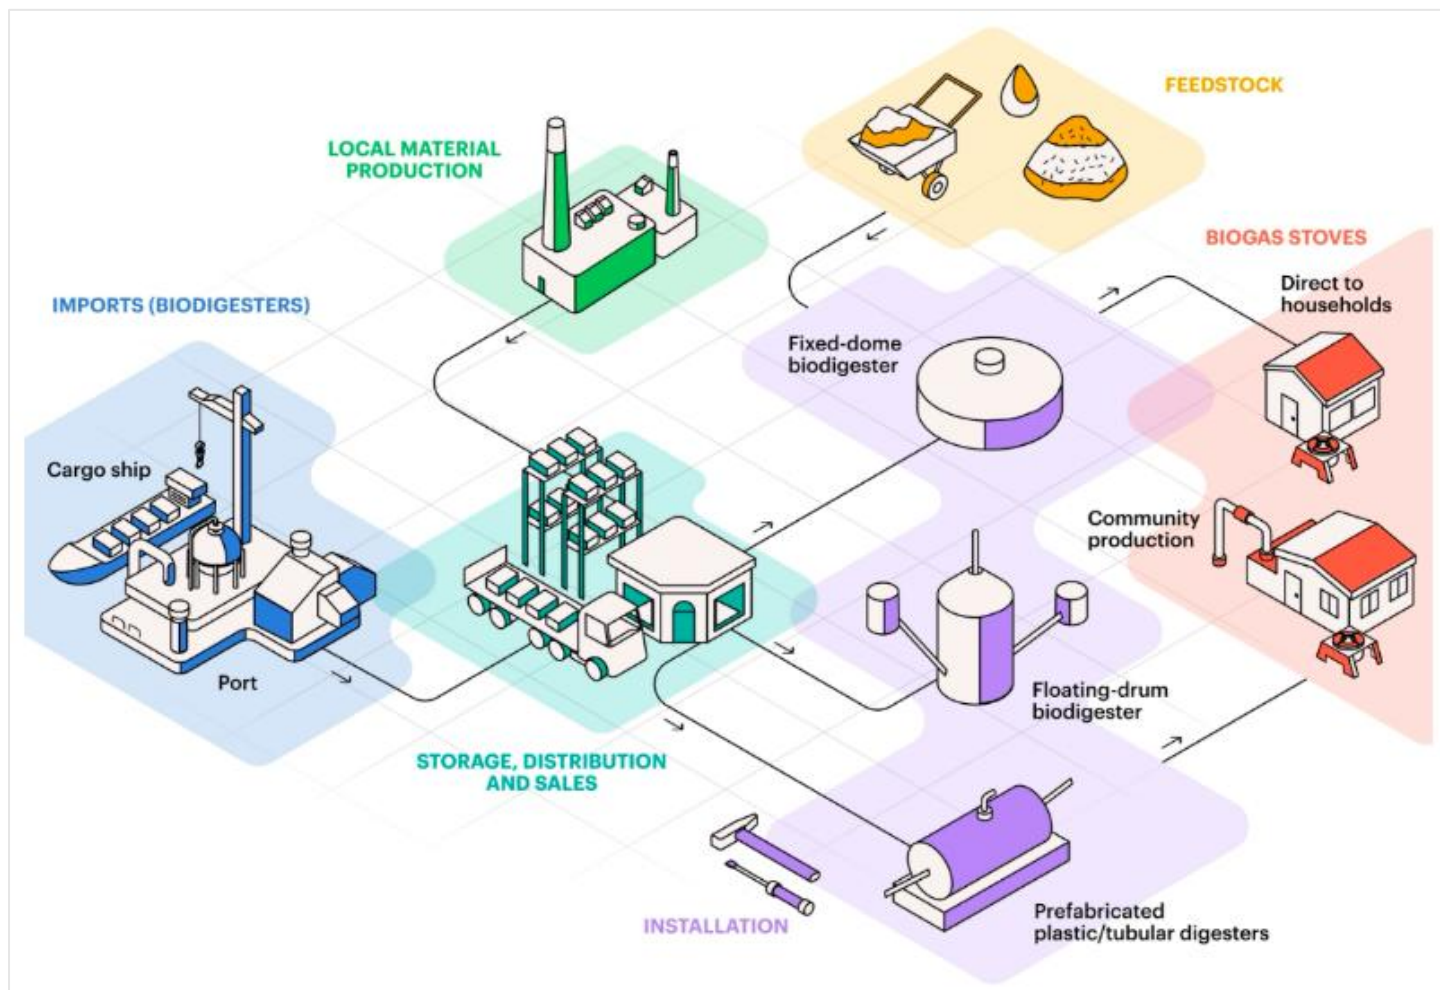 FEEDSTOCK
LOCAL MATERIAL
PRODUCTION
BIOGAS STOVES
Direct to
households
IMPORTS (BIODIGESTERS)
Fixed-dome
biodigester
Cargo ship
Community
production
Port
Floating-drum
biodigester
STORAGE, DISTRIBUTION
AND SALES
INSTALLATION
Prefabricated
plastic/tubular digesters